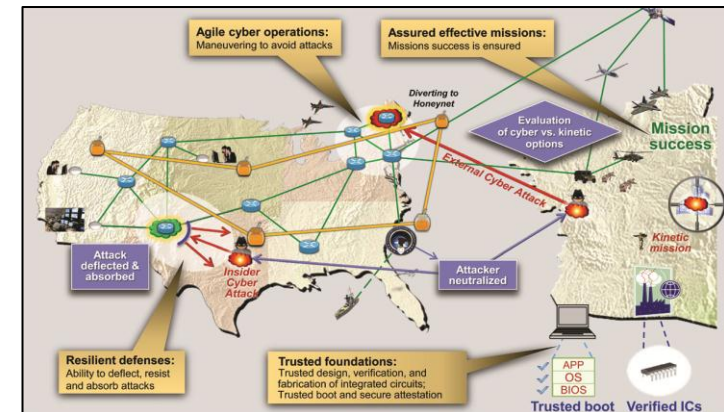 Agile cyber operations:
Maneuvering to avoid attacks
Assured effective missions:
Missions success is ensured
Diverting to
Honeynet
Evaluation
of cyber vs. kinetic
options
Mission
success
External Cyber Attack
Kinetic
mission
Attack
deflected &
absorbed
Insider
Cyber
Attack
Attacker
neutralized
Resilient defenses:
Ability to deflect, resist
and absorb attacks
Trusted foundations:
Trusted design, verification, and
fabrication of integrated circuits;
Trusted boot and secure attestation
APP
OS
BIOS
Trusted boot
Verified ICs